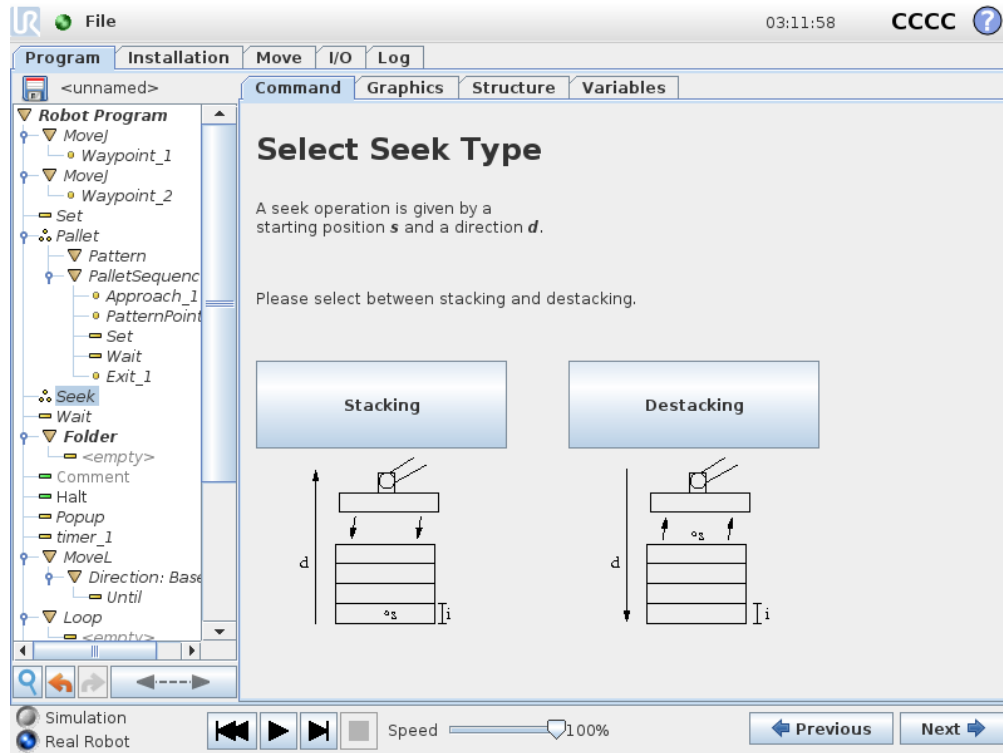 UR File 03:11:58 CCCC ?
Program Installation Move I/O Log
<unnamed> Command Graphics Structure Variables
Robot Program
MoveJ
Waypoint_1
MoveJ
Waypoint_2
Set
Pallet
Pattern
PalletSequenc
Approach_1
PatternPoint
Set
Wait
Exit_1
Seek
Wait
Folder
<empty>
Comment
Halt
Popup
timer_1
MoveL
Direction: Base
Until
Loop
<empty>
Select Seek Type
A seek operation is given by a
starting position s and a direction d.
Please select between stacking and destacking.
Stacking Destacking
d s i
d s i
Simulation
Real Robot
Speed 100%
Previous Next